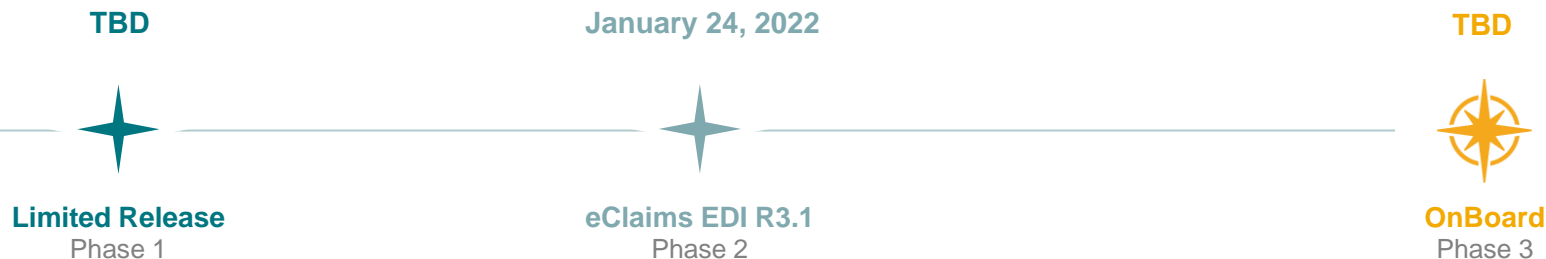 TBD
January 24, 2022
TBD
Limited Release
Phase 1
eClaims EDI R3.1
Phase 2
OnBoard
Phase 3